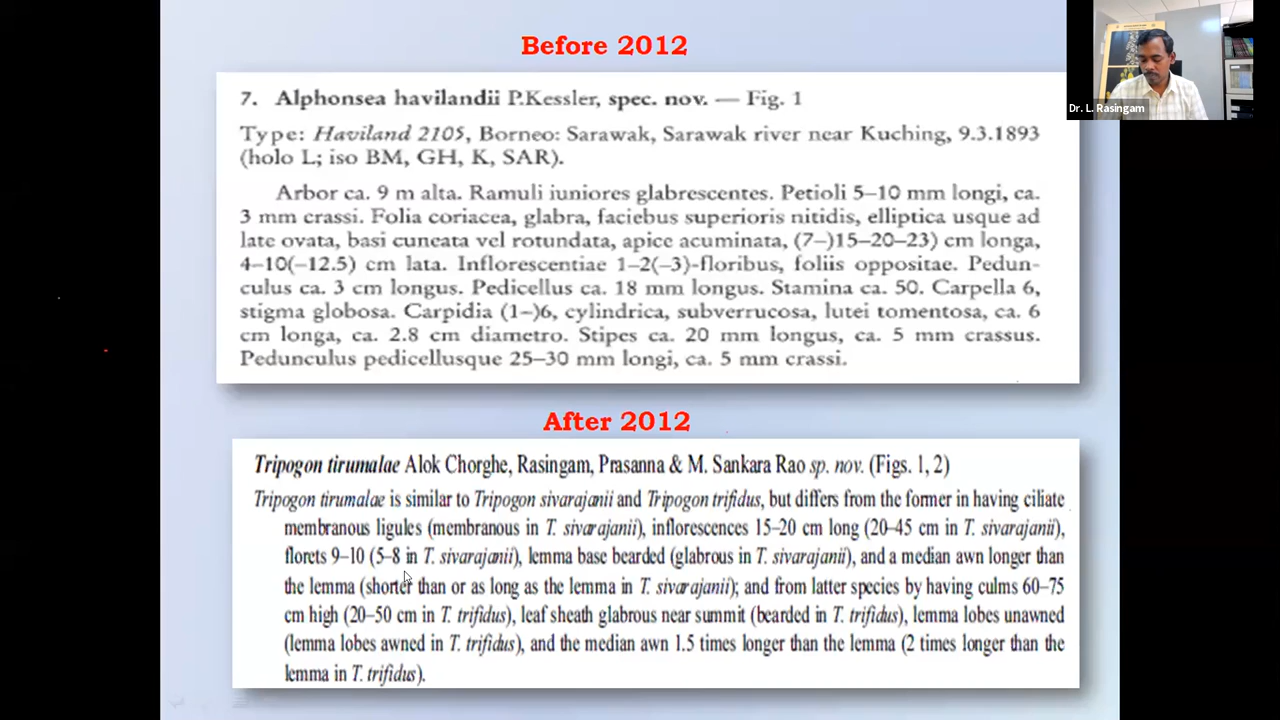 Before 2012
7. Alphonsea havilandii P.Kessler, spec. nov. — Fig. 1
Type: Haviland 2105, Borneo: Sarawak, Sarawak river near Kuching, 9.3.1893
(holo L; iso BM, GH, K, SAR).
Arbor ca. 9 m alta. Ramuli iuniores glabrescentes. Petioli 5–10 mm longi, ca.
3 mm crassi. Folia coriacea, glabra, faciebus superioris nitidis, elliptica usque ad
late ovata, basi cuneata vel rotundata, apice acuminata, (7–)15–20–23) cm longa,
4–10(–12.5) cm lata. Inflorescentiae 1–2(–3)-floribus, foliis oppositae. Pedun-
culus ca. 3 cm longus. Pedicellus ca. 18 mm longus. Stamina ca. 50. Carpella 6,
stigma globosa. Carpidia (1–)6, cylindrica, subverrucosa, lutei tomentosa, ca. 6
cm longa, ca. 2.8 cm diametro. Stipes ca. 20 mm longus, ca. 5 mm crassus.
Pedunculus pedicellusque 25–30 mm longi, ca. 5 mm crassi.
Dr. L. Rasingam
After 2012
Tripogon tirumalae Alok Chorghe, Rasingam, Prasanna & M. Sankara Rao sp. nov. (Figs. 1, 2)
Tripogon tirumalae is similar to Tripogon sivarajanii and Tripogon trifidus, but differs from the former in having ciliate
membranous ligules (membranous in T. sivarajanii), inflorescences 15–20 cm long (20–45 cm in T. sivarajanii),
florets 9–10 (5–8 in T. sivarajanii), lemma base bearded (glabrous in T. sivarajanii), and a median awn longer than
the lemma (shorter than or as long as the lemma in T. sivarajanii); and from latter species by having culms 60–75
cm high (20–50 cm in T. trifidus), leaf sheath glabrous near summit (bearded in T. trifidus), lemma lobes unawned
(lemma lobes awned in T. trifidus), and the median awn 1.5 times longer than the lemma (2 times longer than the
lemma in T. trifidus).